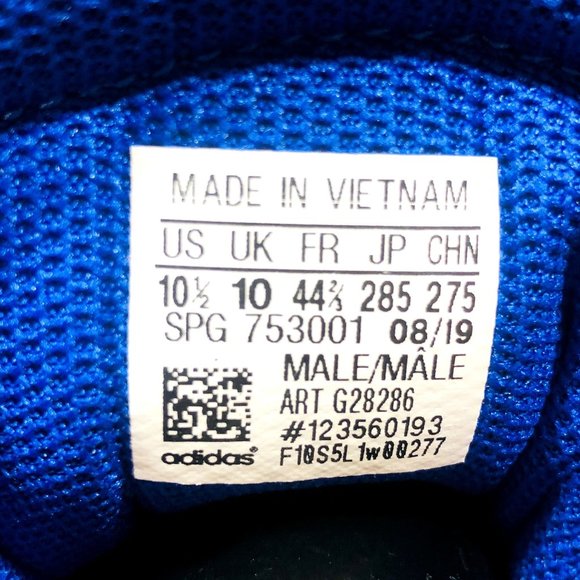 MADE IN VIETNAM
US UK FR JP CHN
10½ 10 44⅔ 285 275
SPG 753001 08/19
MALE/MÂLE
ART G28286
#123560193
adidas® F10S5L1w00277